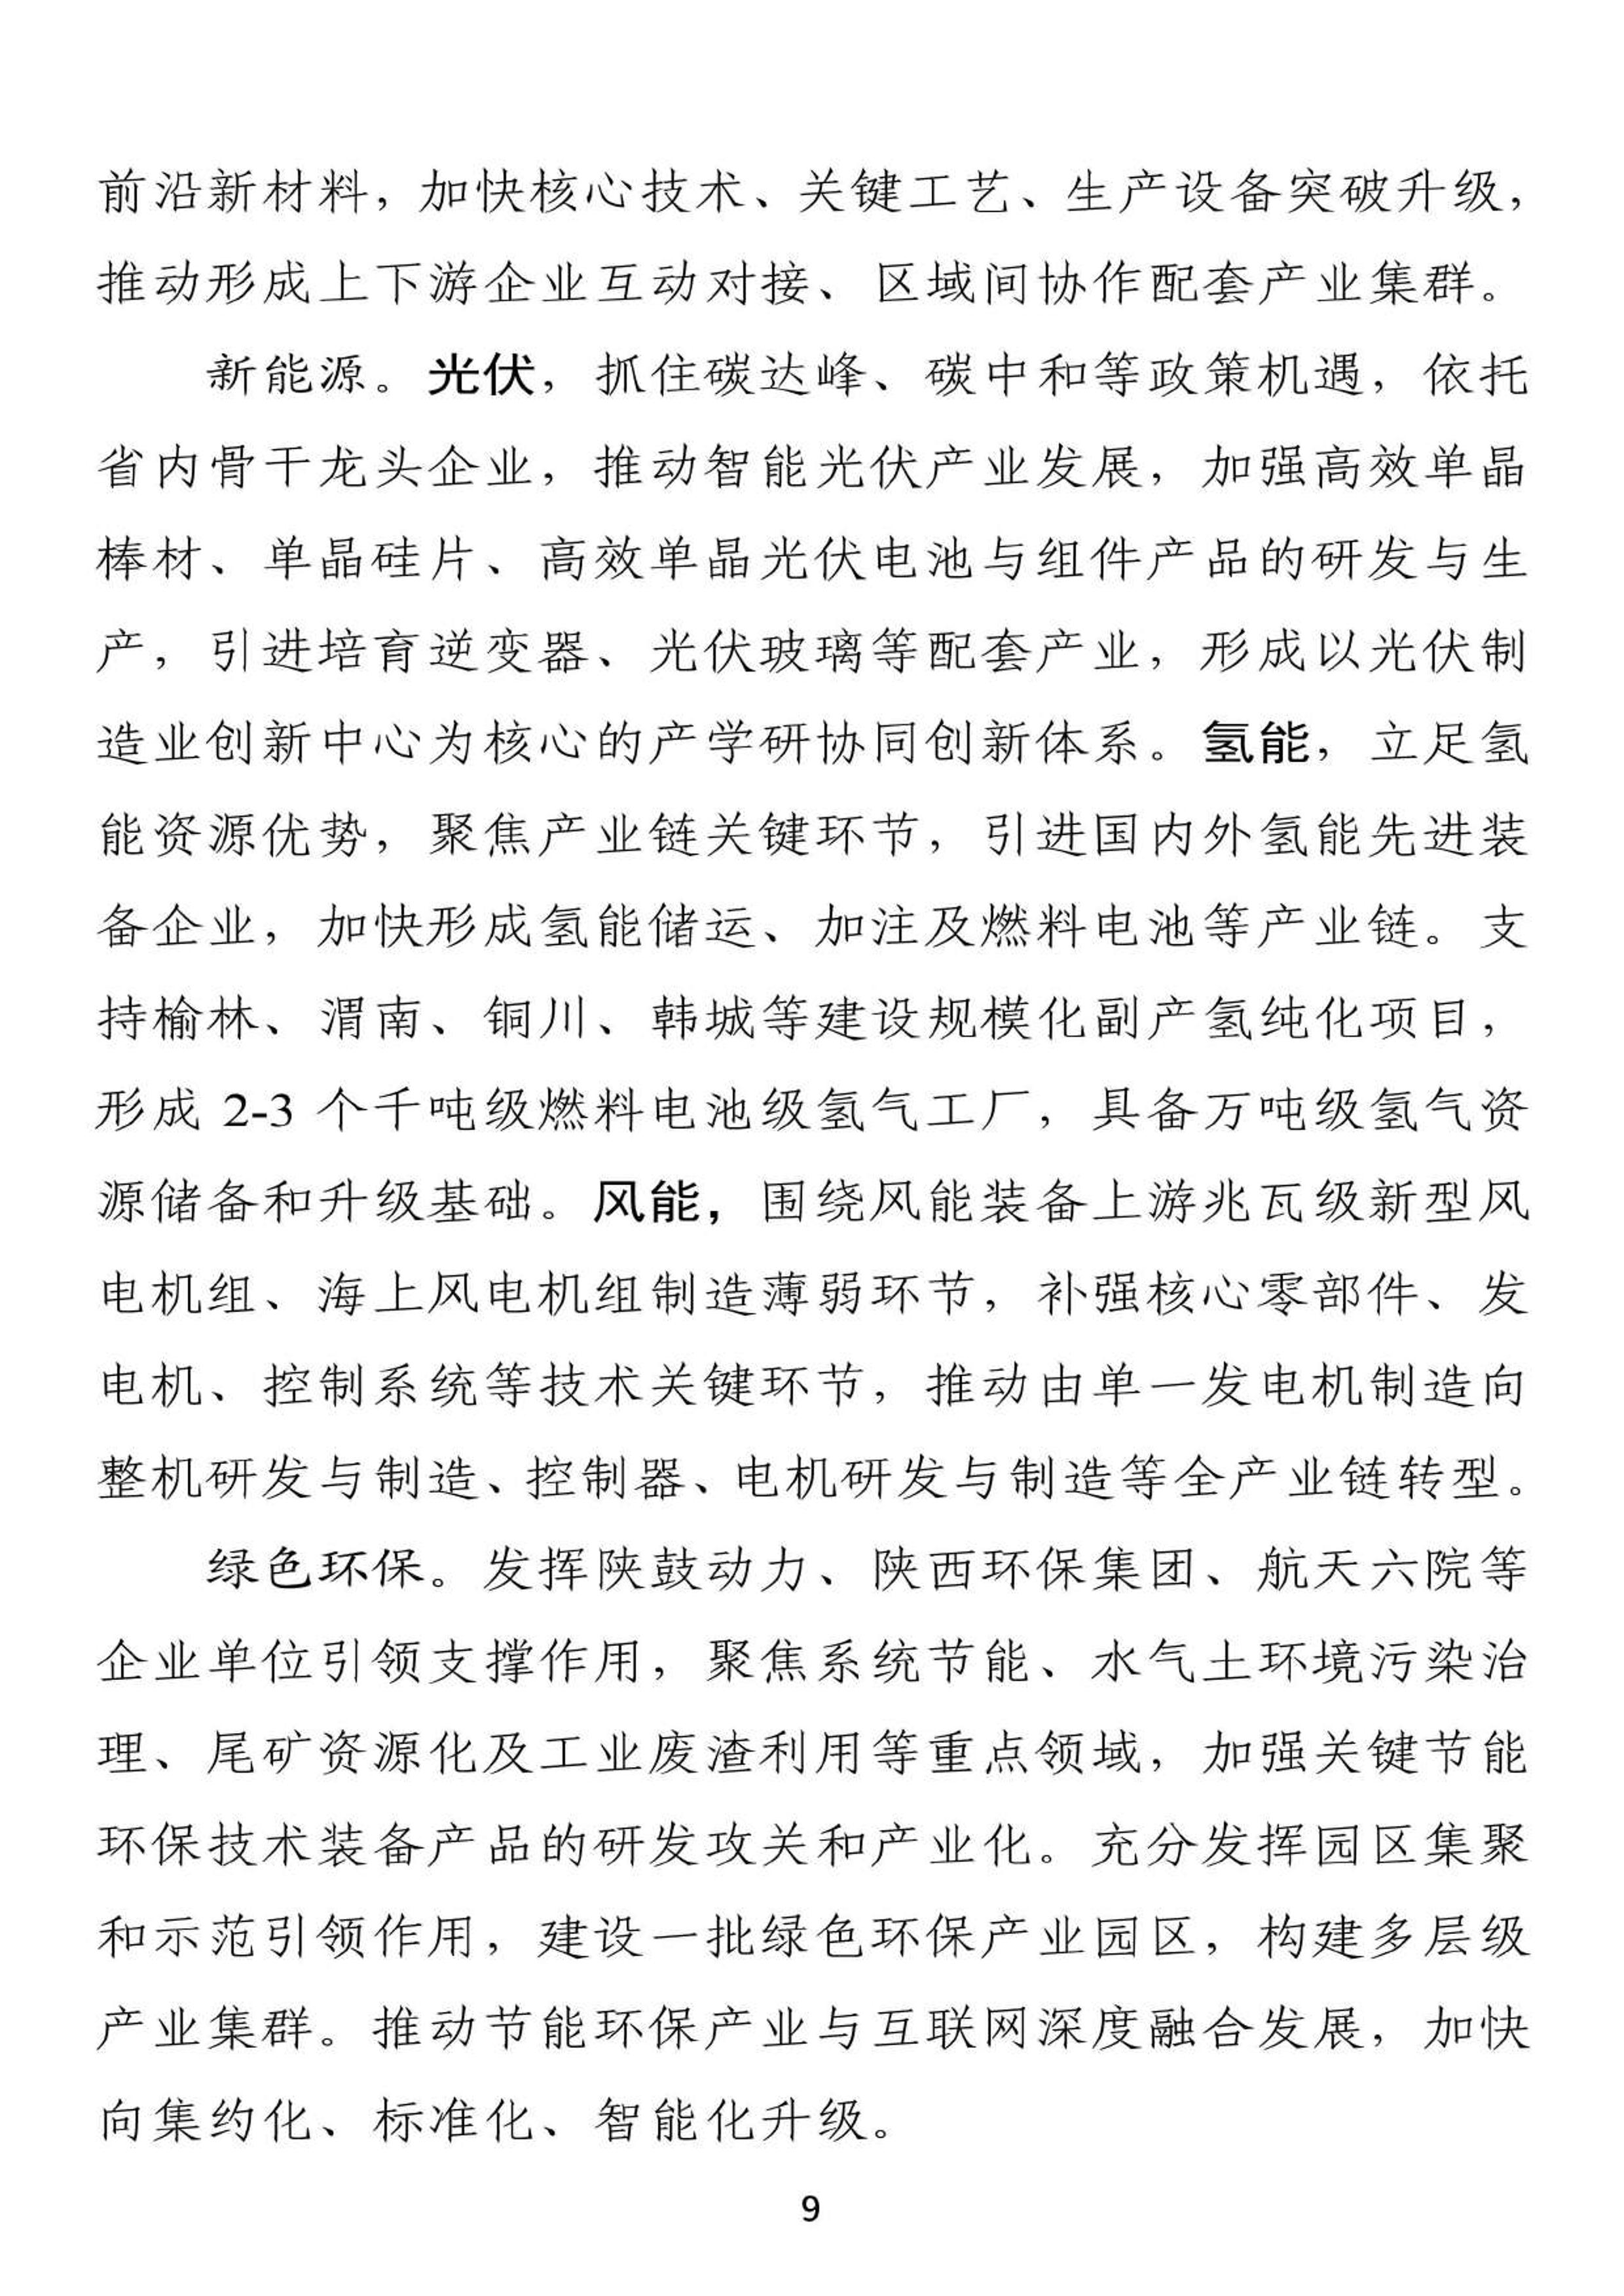 前沿新材料，加快核心技术、关键工艺、生产设备突破升级，
推动形成上下游企业互动对接、区域间协作配套产业集群。
新能源。光伏，抓住碳达峰、碳中和等政策机遇，依托
省内骨干龙头企业，推动智能光伏产业发展，加强高效单晶
棒材、单晶硅片、高效单晶光伏电池与组件产品的研发与生
产，引进培育逆变器、光伏玻璃等配套产业，形成以光伏制
造业创新中心为核心的产学研协同创新体系。氢能，立足氢
能资源优势，聚焦产业链关键环节，引进国内外氢能先进装
备企业，加快形成氢能储运、加注及燃料电池等产业链。支
持榆林、渭南、铜川、韩城等建设规模化副产氢纯化项目，
形成 2-3 个千吨级燃料电池级氢气工厂，具备万吨级氢气资
源储备和升级基础。风能，围绕风能装备上游兆瓦级新型风
电机组、海上风电机组制造薄弱环节，补强核心零部件、发
电机、控制系统等技术关键环节，推动由单一发电机制造向
整机研发与制造、控制器、电机研发与制造等全产业链转型。
绿色环保。发挥陕鼓动力、陕西环保集团、航天六院等
企业单位引领支撑作用，聚焦系统节能、水气土环境污染治
理、尾矿资源化及工业废渣利用等重点领域，加强关键节能
环保技术装备产品的研发攻关和产业化。充分发挥园区集聚
和示范引领作用，建设一批绿色环保产业园区，构建多层级
产业集群。推动节能环保产业与互联网深度融合发展，加快
向集约化、标准化、智能化升级。
9